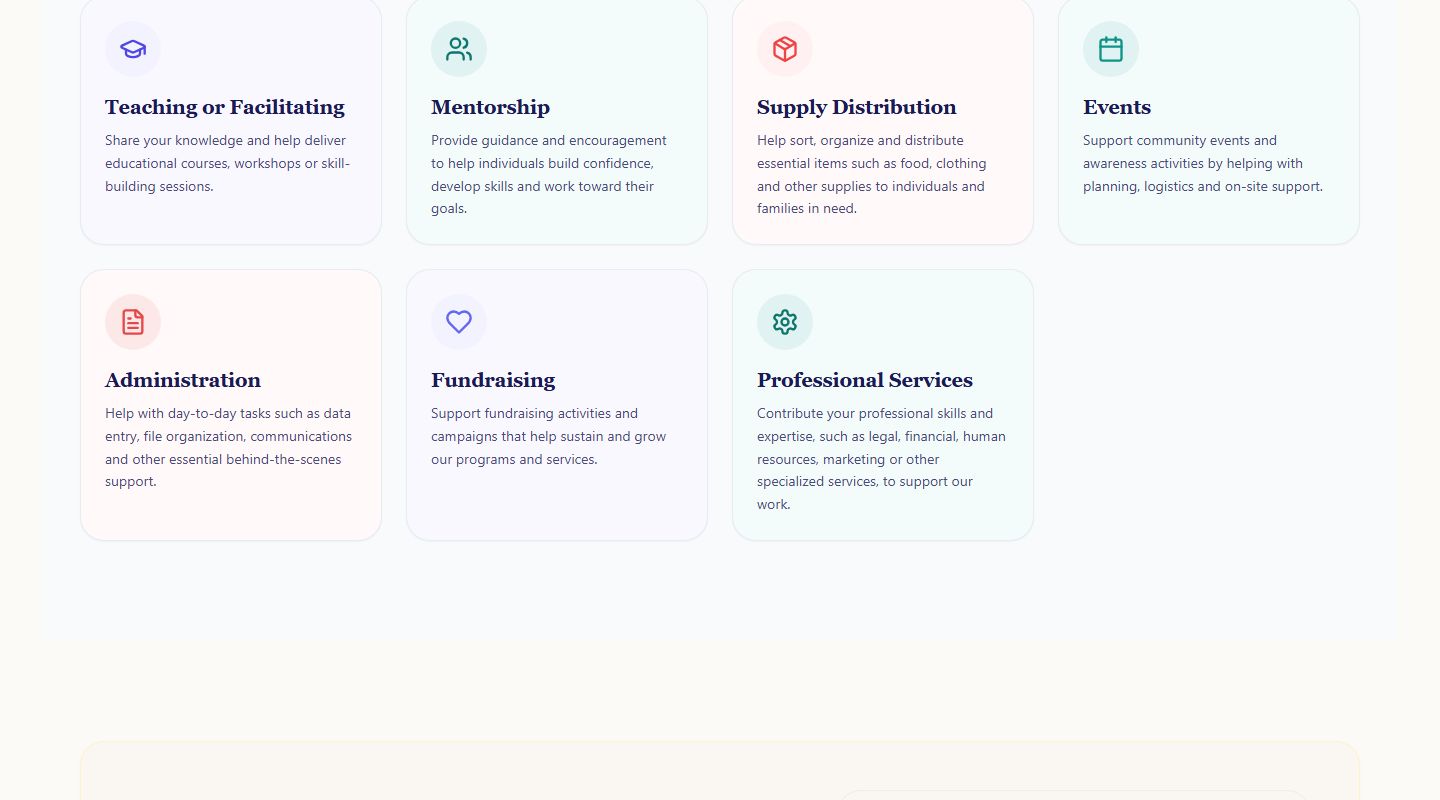 Teaching or Facilitating
Share your knowledge and help deliver
educational courses, workshops or skill-
building sessions.
Mentorship
Provide guidance and encouragement
to help individuals build confidence,
develop skills and work toward their
goals.
Supply Distribution
Help sort, organize and distribute
essential items such as food, clothing
and other supplies to individuals and
families in need.
Events
Support community events and
awareness activities by helping with
planning, logistics and on-site support.
Administration
Help with day-to-day tasks such as data
entry, file organization, communications
and other essential behind-the-scenes
support.
Fundraising
Support fundraising activities and
campaigns that help sustain and grow
our programs and services.
Professional Services
Contribute your professional skills and
expertise, such as legal, financial, human
resources, marketing or other
specialized services, to support our
work.